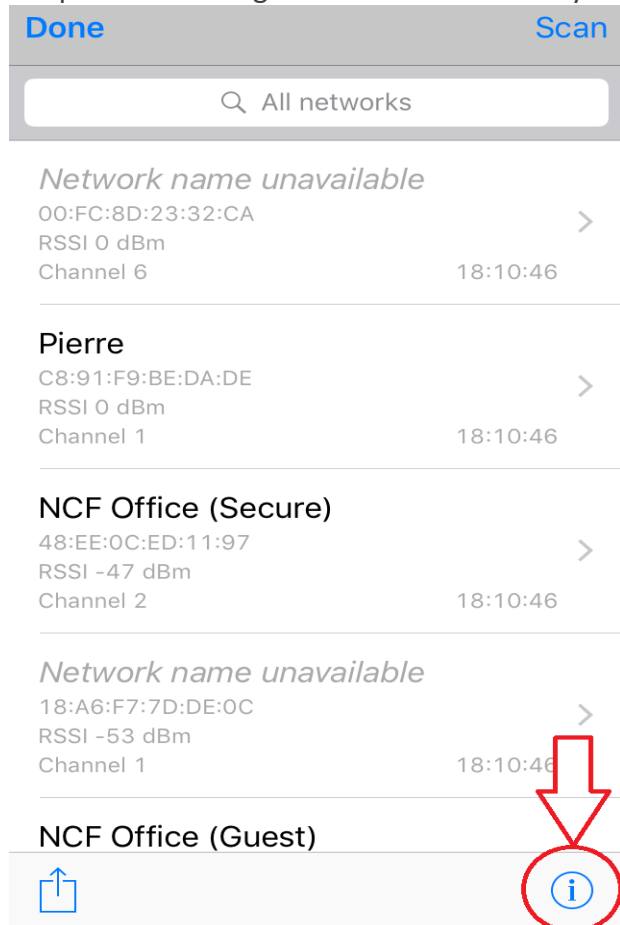 Done Scan
All networks
Network name unavailable
00:FC:8D:23:32:CA
RSSI 0 dBm
Channel 6 18:10:46
Pierre
C8:91:F9:BE:DA:DE
RSSI 0 dBm
Channel 1 18:10:46
NCF Office (Secure)
48:EE:0C:ED:11:97
RSSI -47 dBm
Channel 2 18:10:46
Network name unavailable
18:A6:F7:7D:DE:0C
RSSI -53 dBm
Channel 1 18:10:46
NCF Office (Guest)
i